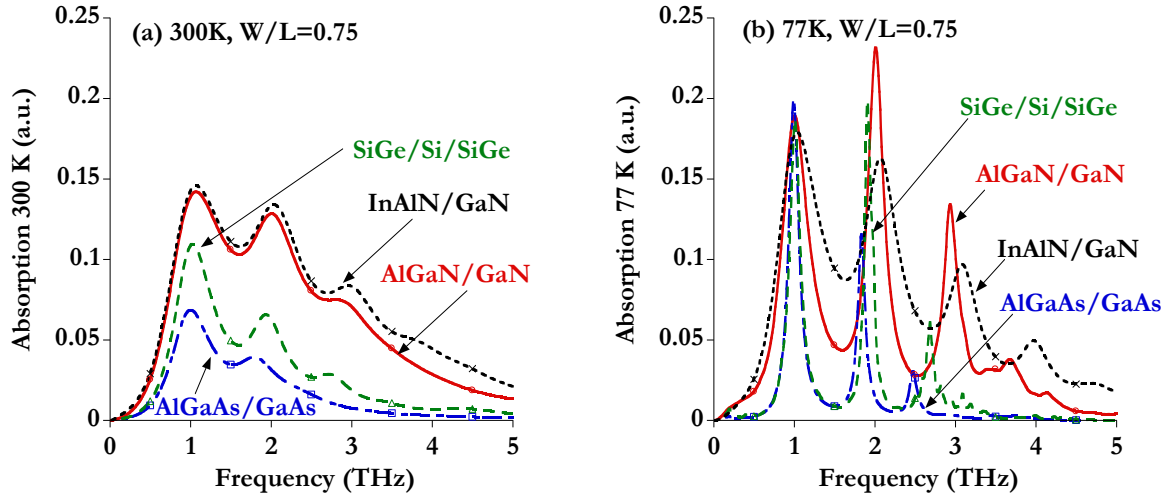 (a) 300K, W/L=0.75
Absorption 300 K (a.u.)
0.25
0.2
0.15
0.1
0.05
0
SiGe/Si/SiGe
InAlN/GaN
AlGaN/GaN
AlGaAs/GaAs
0 1 2 3 4 5
Frequency (THz)
(b) 77K, W/L=0.75
Absorption 77 K (a.u.)
0.25
0.2
0.15
0.1
0.05
0
SiGe/Si/SiGe
AlGaN/GaN
InAlN/GaN
AlGaAs/GaAs
0 1 2 3 4 5
Frequency (THz)